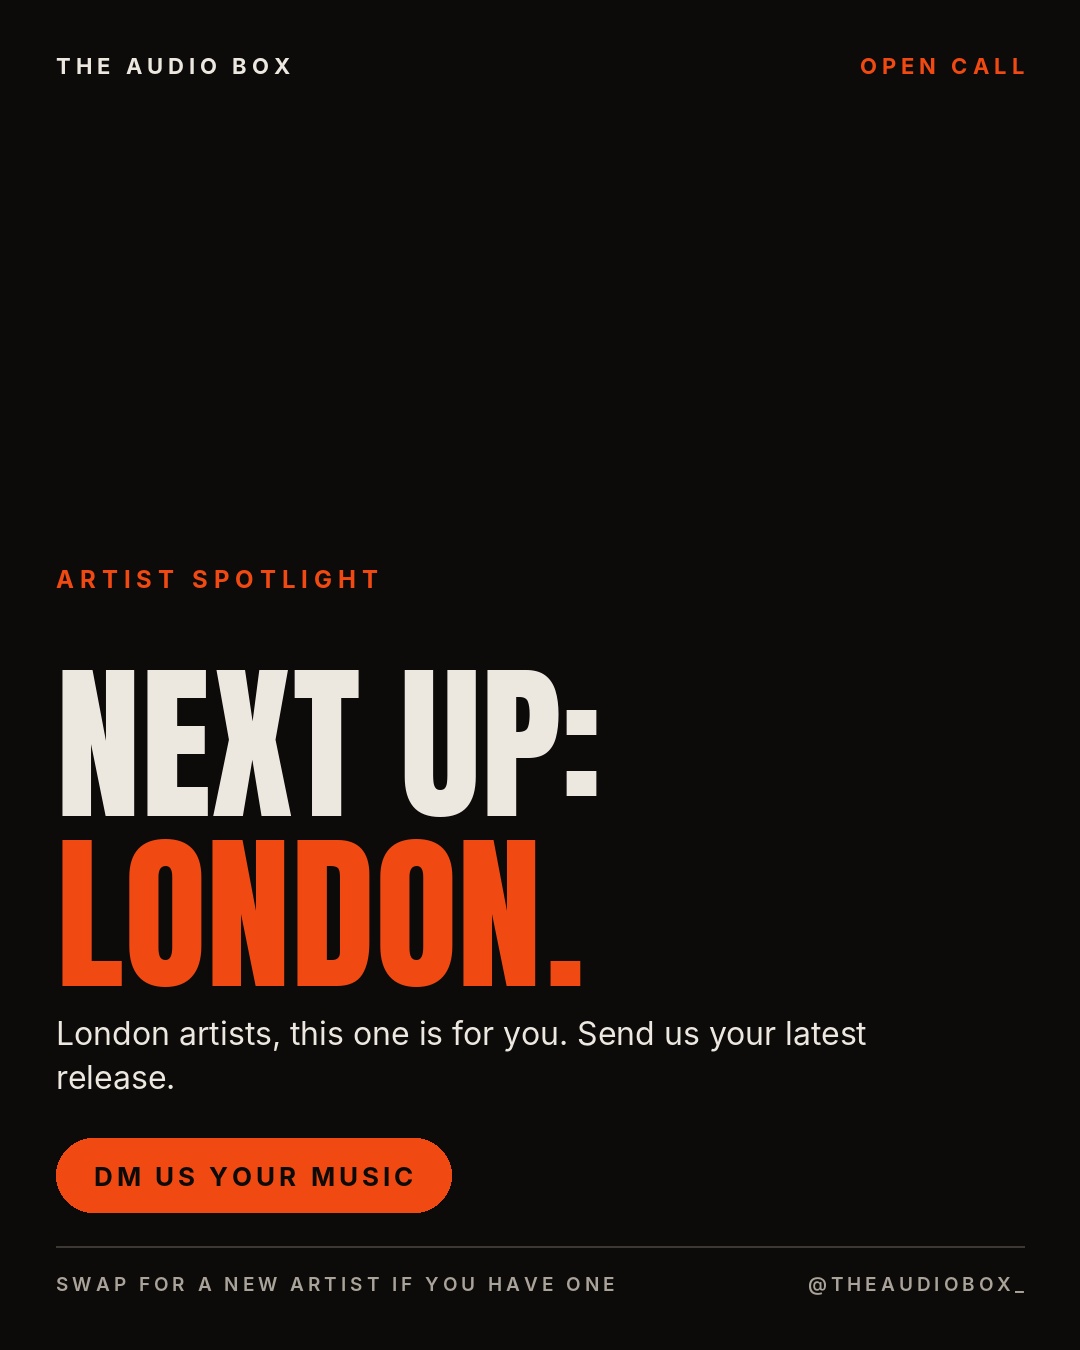 THE AUDIO BOX
OPEN CALL
ARTIST SPOTLIGHT
NEXT UP:
LONDON.
London artists, this one is for you. Send us your latest
release.
DM US YOUR MUSIC
SWAP FOR A NEW ARTIST IF YOU HAVE ONE
@THEAUDIOBOX_